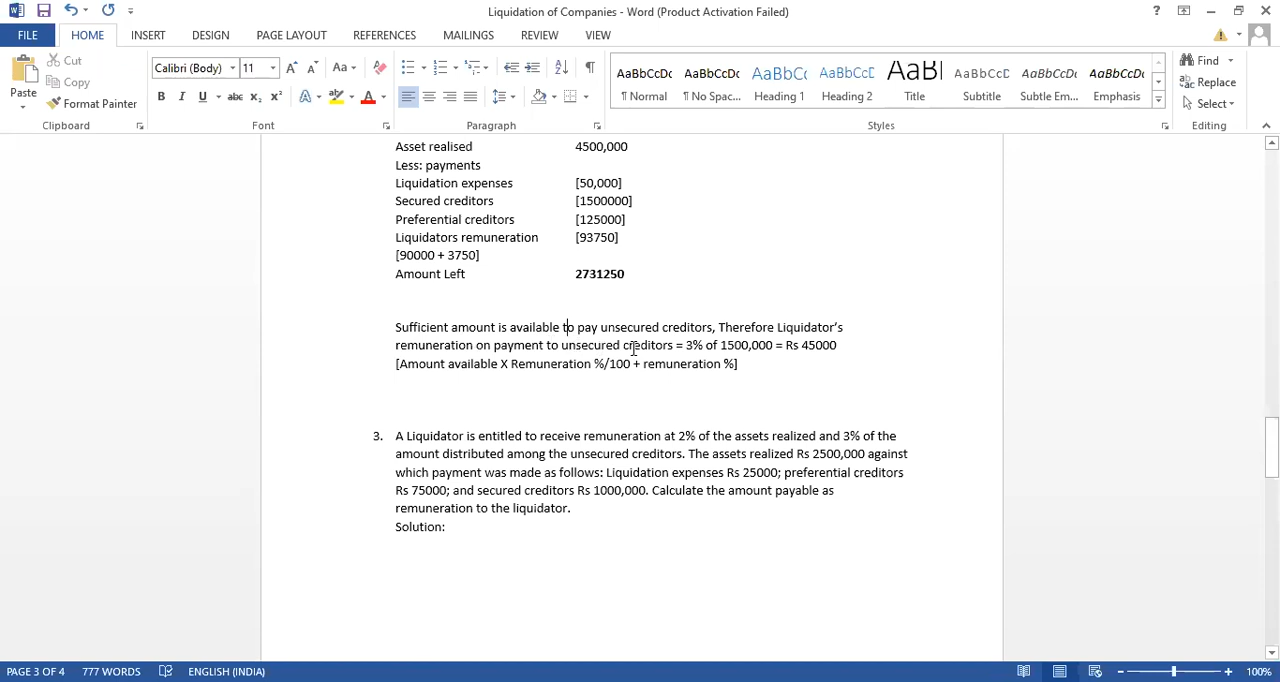 Liquidation of Companies - Word (Product Activation Failed)
FILE HOME INSERT DESIGN PAGE LAYOUT REFERENCES MAILINGS REVIEW VIEW
Paste
Cut
Copy
Format Painter
Clipboard
Calibri (Body) 11
Font
Paragraph
AaBbCcDc AaBbCcDc AaBbCc AaBbCcD AaBl AaBbCcD AaBbCcDc AaBbCcDc
¶ Normal ¶ No Spac... Heading 1 Heading 2 Title Subtitle Subtle Em... Emphasis
Styles
Find
Replace
Select
Editing
Asset realised 4500,000
Less: payments
Liquidation expenses [50,000]
Secured creditors [1500000]
Preferential creditors [125000]
Liquidators remuneration [93750]
[90000 + 3750]
Amount Left 2731250
Sufficient amount is available to pay unsecured creditors, Therefore Liquidator’s
remuneration on payment to unsecured creditors = 3% of 1500,000 = Rs 45000
[Amount available X Remuneration %/100 + remuneration %]
3. A Liquidator is entitled to receive remuneration at 2% of the assets realized and 3% of the
amount distributed among the unsecured creditors. The assets realized Rs 2500,000 against
which payment was made as follows: Liquidation expenses Rs 25000; preferential creditors
Rs 75000; and secured creditors Rs 1000,000. Calculate the amount payable as
remuneration to the liquidator.
Solution:
PAGE 3 OF 4 777 WORDS ENGLISH (INDIA) 100%